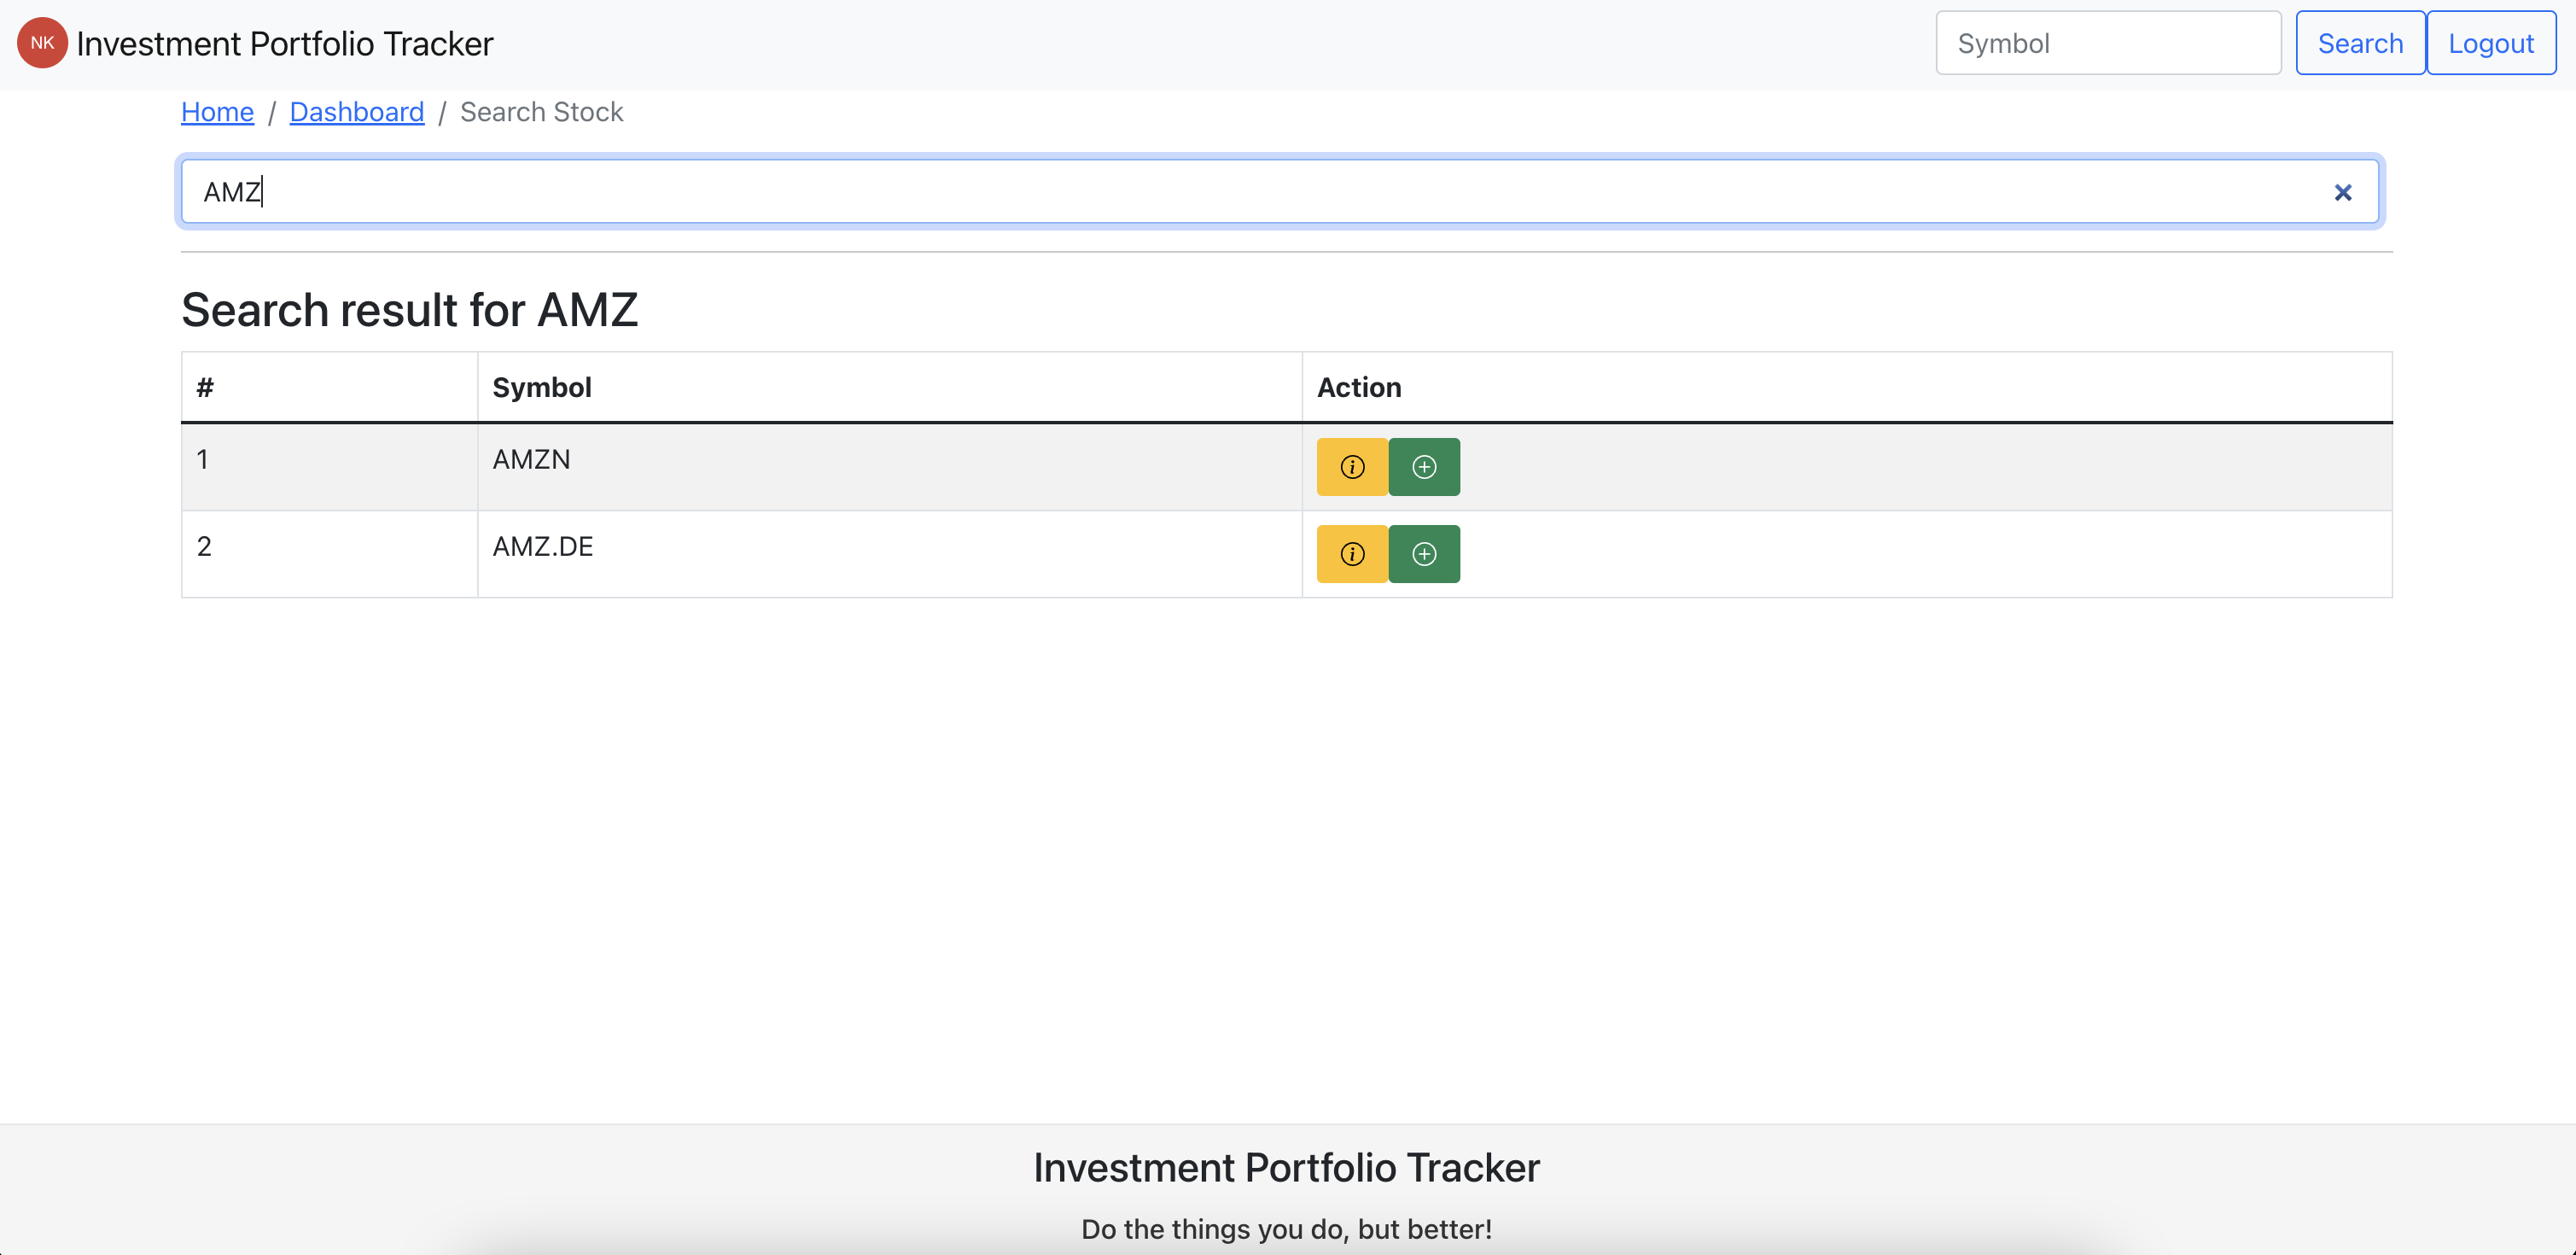 NK Investment Portfolio Tracker Symbol Search Logout
Home / Dashboard / Search Stock
AMZ
Search result for AMZ
# Symbol Action
1 AMZN
2 AMZ.DE
Investment Portfolio Tracker
Do the things you do, but better!